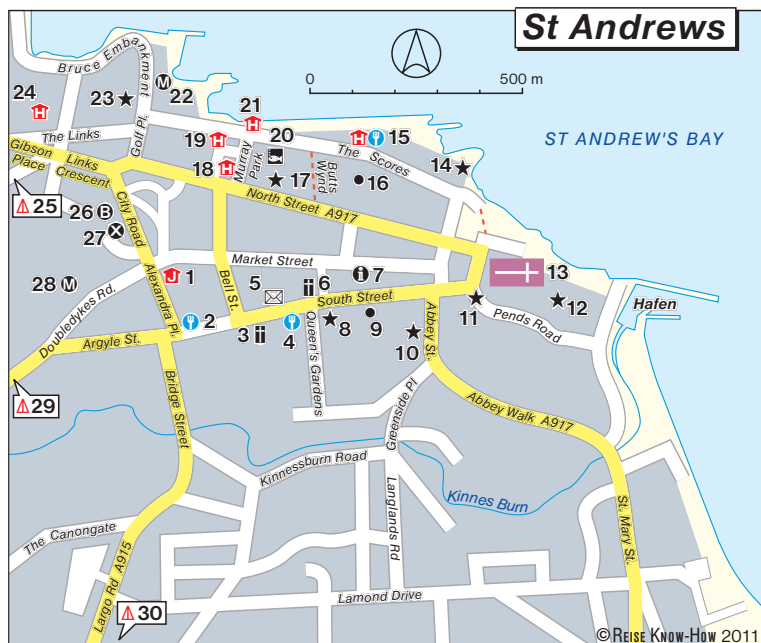 St Andrews
0 500 m
ST ANDREW'S BAY
Bruce Embankment
24
23
M
22
H
21
H
The Links
Golf Pl.
19
H
20
H
15
18
H
Murray Park
Butts Wynd
The Scores
14
17
16
Gibson Place
Links Crescent
25
26 B
27
City Road
North Street A917
Market Street
13
28 M
J 1
Bell St.
5
6
i 7
South Street
12
Hafen
Doubledykes Rd.
Alexandra Pl.
2
3
4
Queen's Gardens
8
9
10
Abbey St.
11
Pends Road
Argyle St.
29
Bridge Street
Greenside Pl
Abbey Walk A917
Kinnessburn Road
Kinnes Burn
Langlands Rd
St. Mary St.
The Canongate
Largo Rd A915
30
Lamond Drive
©REISE KNOW-HOW 2011